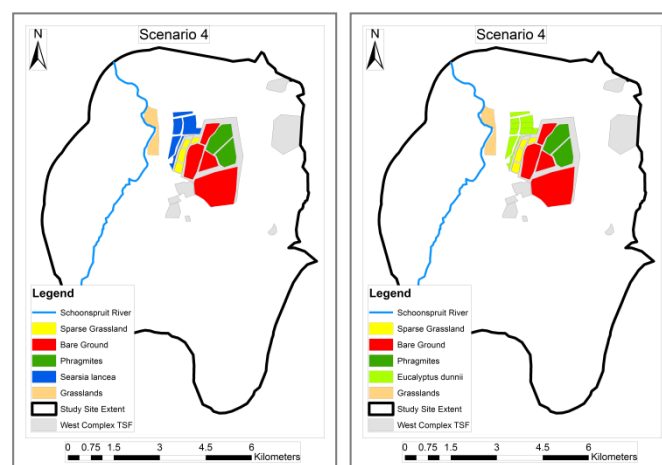 Scenario 4
N
Legend
Schoonspruit River
Sparse Grassland
Bare Ground
Phragmites
Searsia lancea
Grasslands
Study Site Extent
West Complex TSF
0 0.75 1.5 3 4.5 6
Kilometers
Scenario 4
N
Legend
Schoonspruit River
Sparse Grassland
Bare Ground
Phragmites
Eucalyptus dunnii
Grasslands
Study Site Extent
West Complex TSF
0 0.75 1.5 3 4.5 6
Kilometers